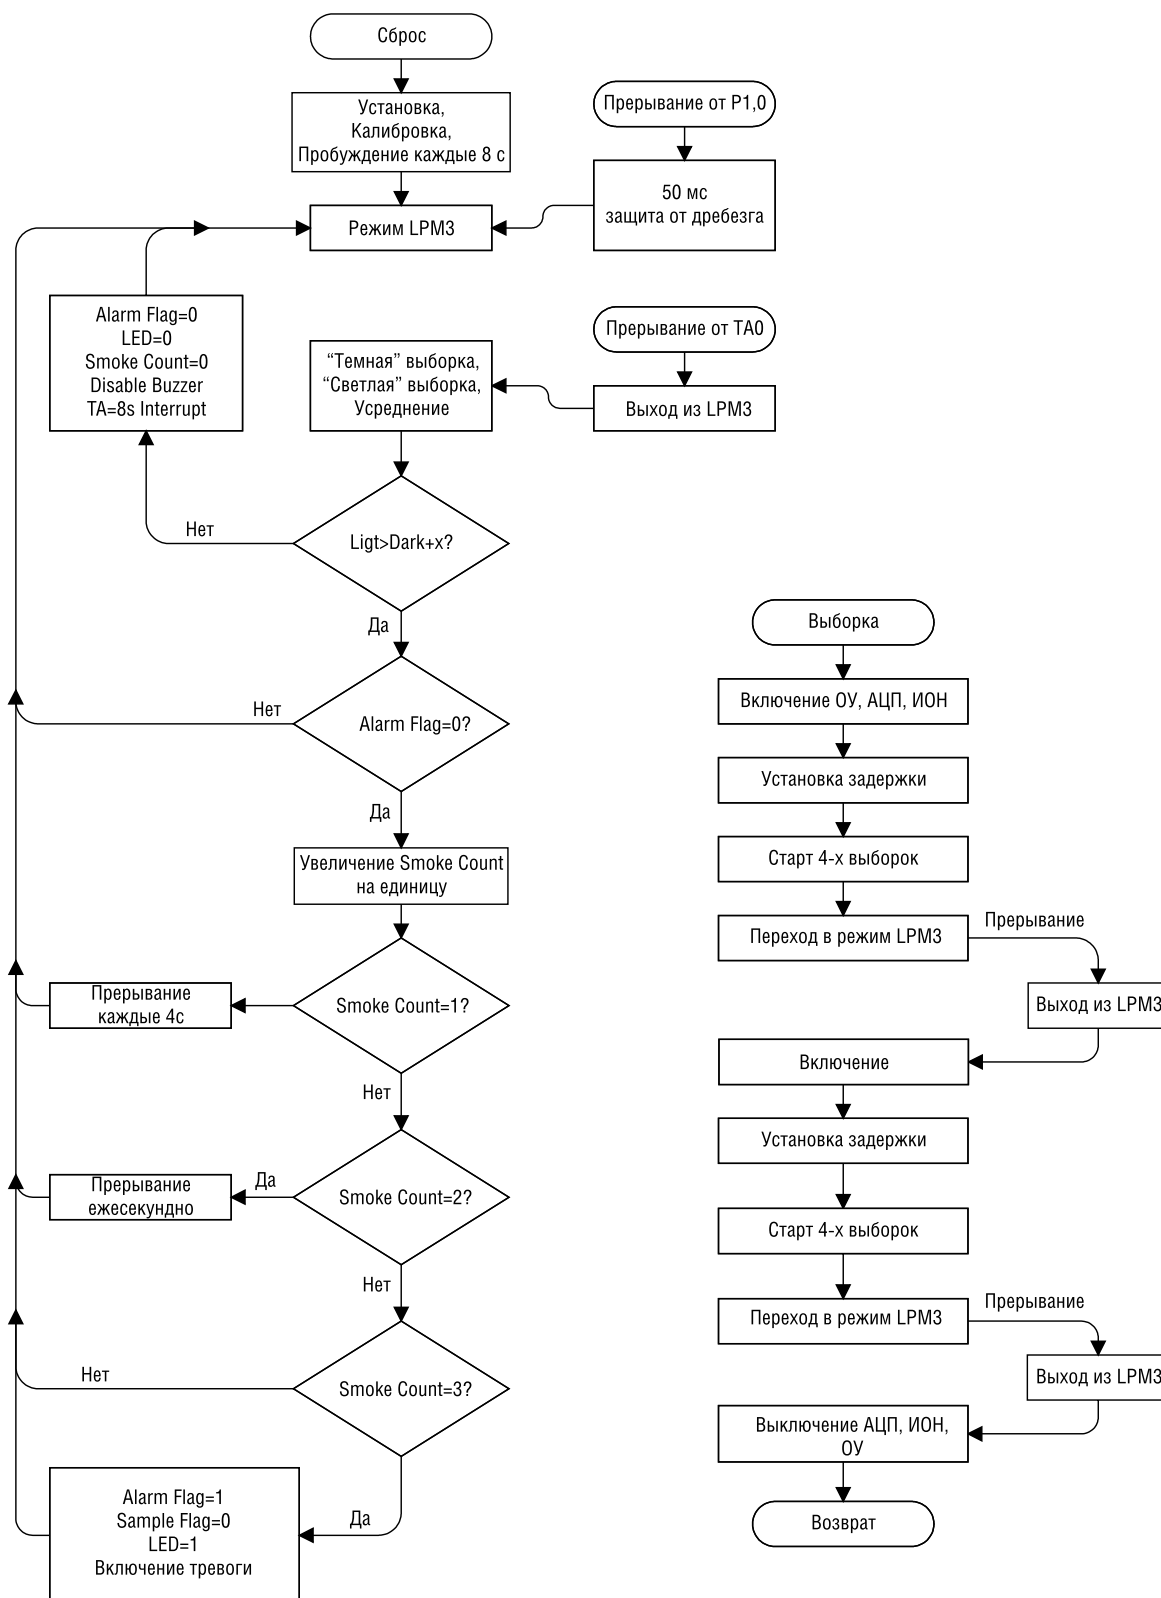 Сброс
Установка,
Калибровка,
Пробуждение каждые 8 с
Режим LPM3
Прерывание от P1,0
50 мс
защита от дребезга
Alarm Flag=0
LED=0
Smoke Count=0
Disable Buzzer
TA=8s Interrupt
Прерывание от TA0
Выход из LPM3
“Темная” выборка,
“Светлая” выборка,
Усреднение
Ligt>Dark+x?
Нет
Да
Alarm Flag=0?
Нет
Да
Увеличение Smoke Count
на единицу
Smoke Count=1?
Прерывание
каждые 4с
Нет
Smoke Count=2?
Да
Прерывание
ежесекундно
Нет
Smoke Count=3?
Нет
Да
Alarm Flag=1
Sample Flag=0
LED=1
Включение тревоги
Выборка
Включение ОУ, АЦП, ИОН
Установка задержки
Старт 4-х выборок
Переход в режим LPM3
Прерывание
Выход из LPM3
Включение
Установка задержки
Старт 4-х выборок
Переход в режим LPM3
Прерывание
Выход из LPM3
Выключение АЦП, ИОН,
ОУ
Возврат